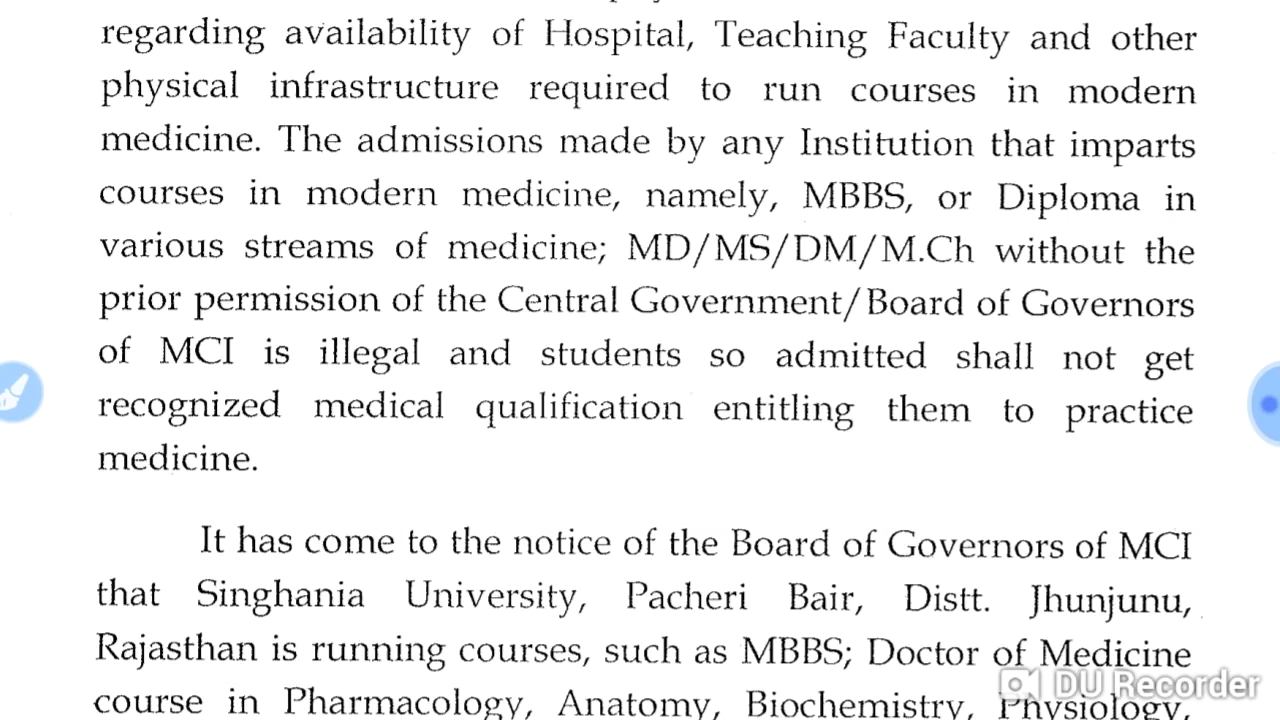 regarding availability of Hospital, Teaching Faculty and other
physical infrastructure required to run courses in modern
medicine. The admissions made by any Institution that imparts
courses in modern medicine, namely, MBBS, or Diploma in
various streams of medicine; MD/MS/DM/M.Ch without the
prior permission of the Central Government/Board of Governors
of MCI is illegal and students so admitted shall not get
recognized medical qualification entitling them to practice
medicine.
It has come to the notice of the Board of Governors of MCI
that Singhania University, Pacheri Bair, Distt. Jhunjunu,
Rajasthan is running courses, such as MBBS; Doctor of Medicine
course in Pharmacology, Anatomy, Biochemistry, Physiology,
DU Recorder